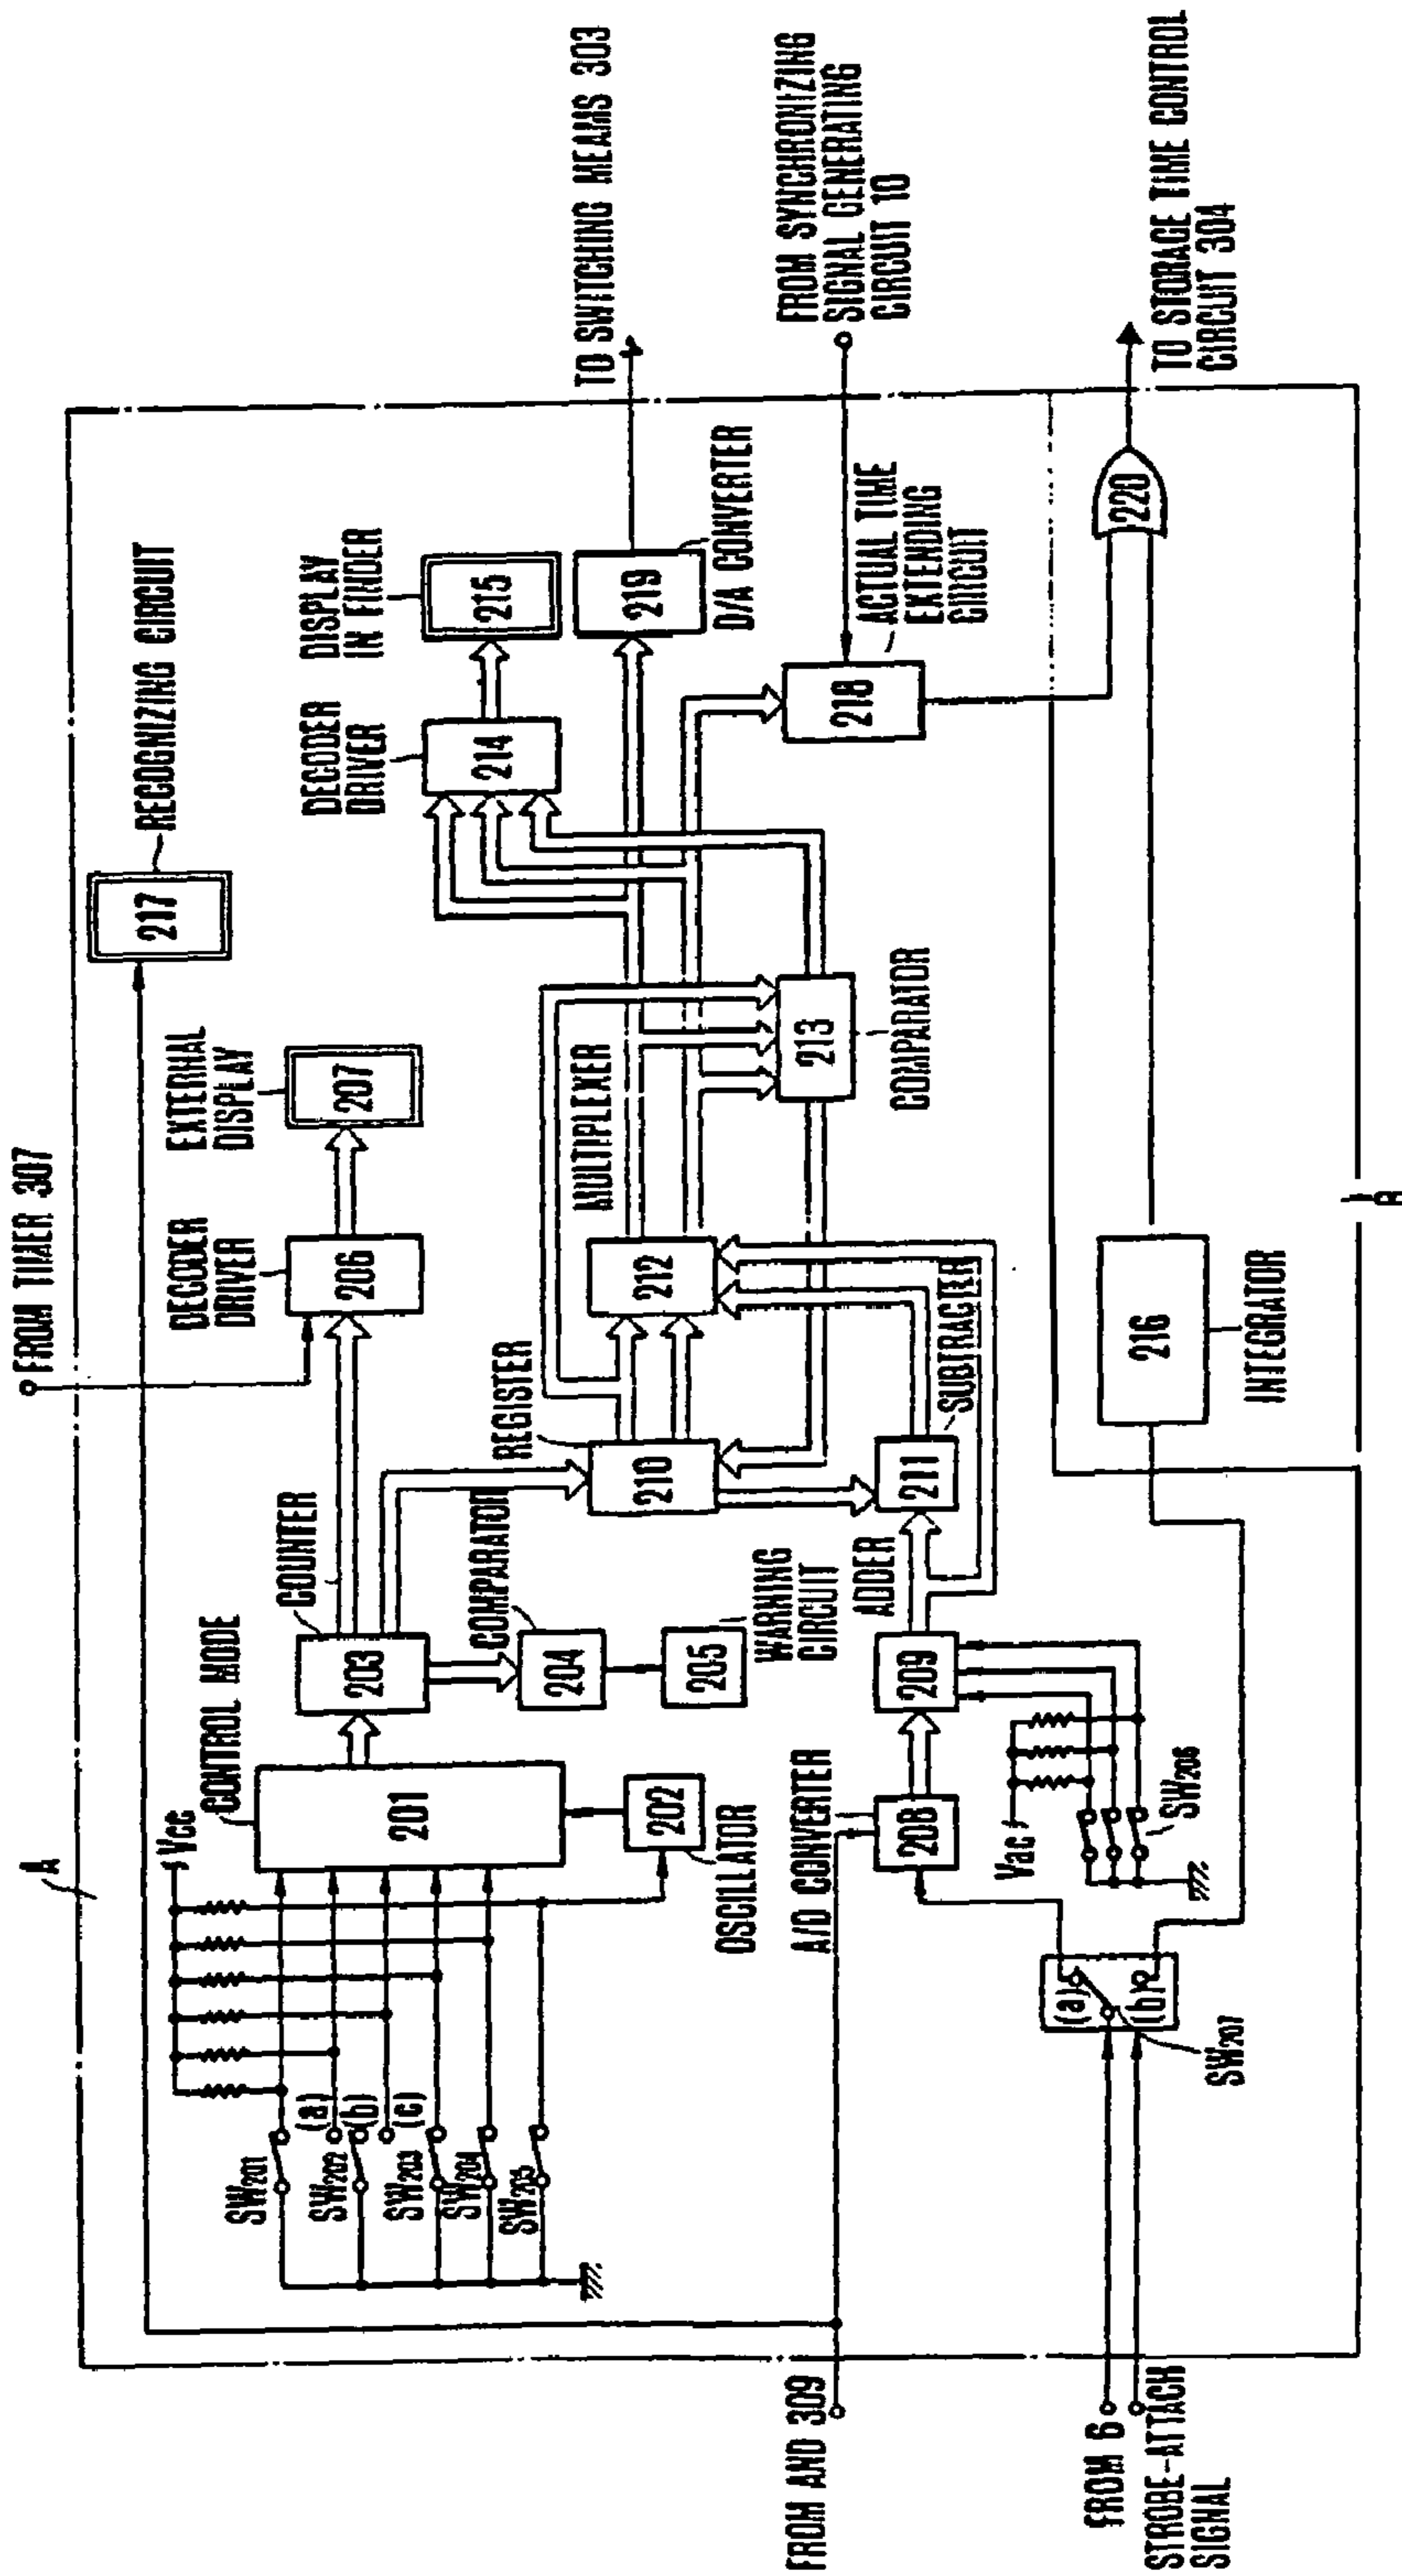 FROM TIMER 307
A
RECOGNIZING CIRCUIT
217
CONTROL MODE
COUNTER
DECODER
DRIVER
EXTERNAL
DISPLAY
DECODER
DRIVER
DISPLAY
IN FINDER
Vcc
201
203
206
207
214
215
SW201
SW202
SW203
SW204
SW205
(a)
(b)
(c)
202
OSCILLATOR
COMPARATOR
204
205
WARNING
CIRCUIT
REGISTER
210
MULTIPLEXER
212
213
COMPARATOR
219
D/A CONVERTER
TO SWITCHING MEAMS 303
FROM SYNCHRONIZING
SIGNAL GENERATING
CIRCUIT 10
218
ACTUAL TIME
EXTENDING
CIRCUIT
A/D CONVERTER
208
ADDER
209
211
SUBTRACTER
Vac
SW206
FROM AND 309
FROM 6
STROBE-ATTACH
SIGNAL
(a)
(b)
SW207
216
INTEGRATOR
220
TO STORAGE TIME CONTROL
CIRCUIT 304
B